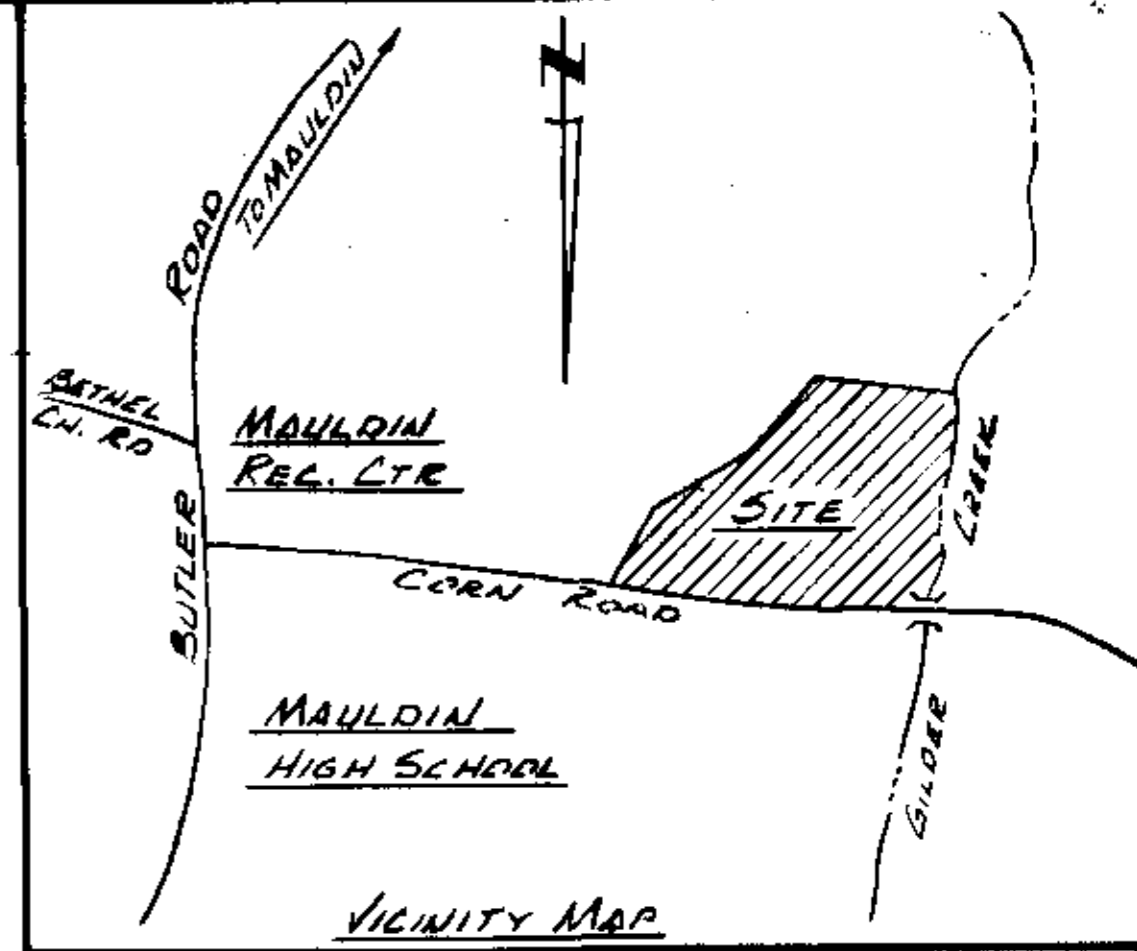 N
TO MAULDIN
ROAD
BETHEL
CH. RD
MAULDIN
REC. CTR
SITE
CREEK
BUTLER
CORN ROAD
MAULDIN
HIGH SCHOOL
GILDER
VICINITY MAP